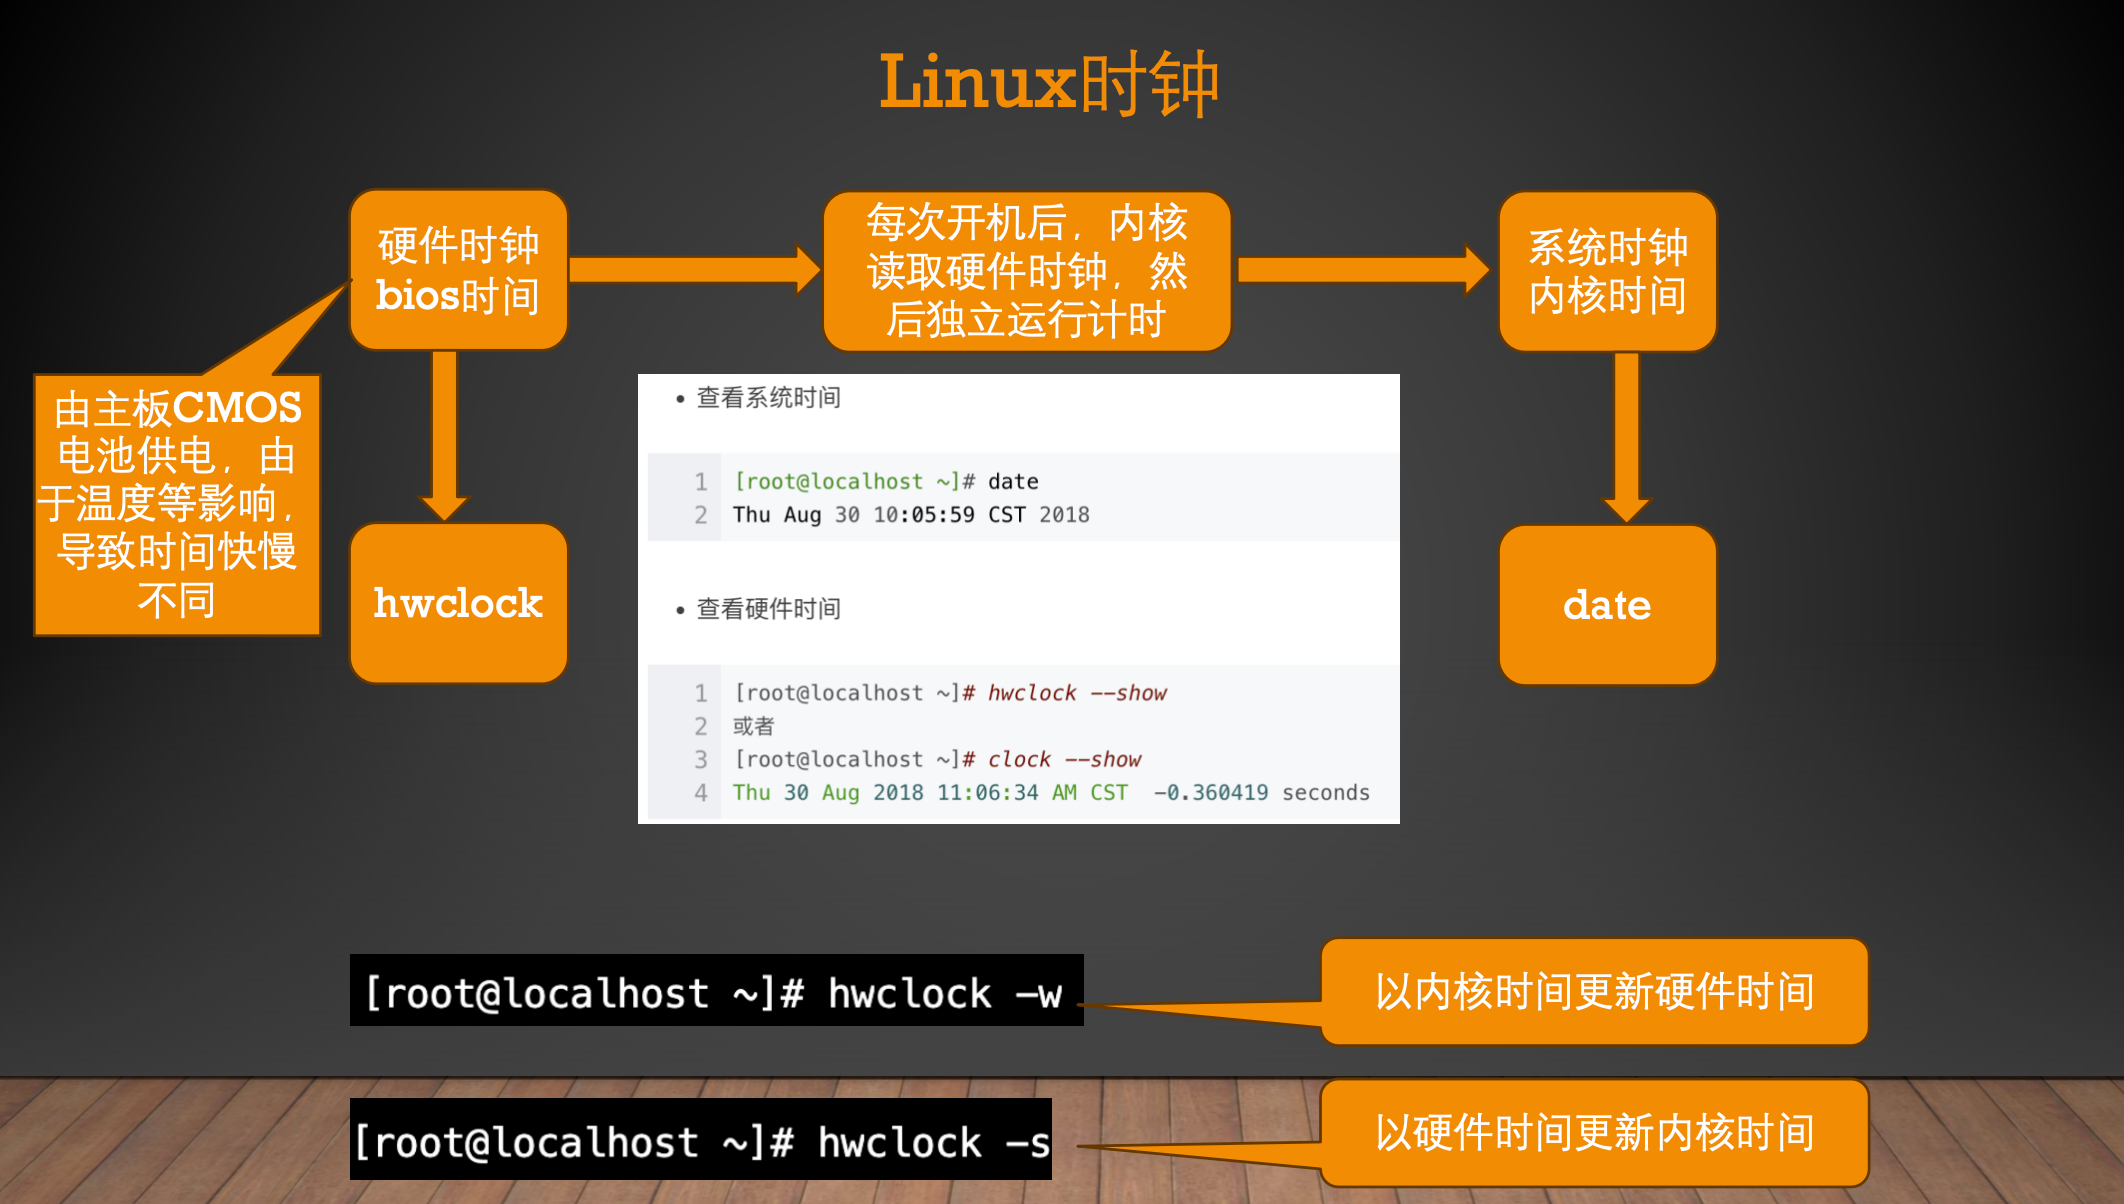 Linux时钟
硬件时钟
bios时间
每次开机后，内核
读取硬件时钟，然
后独立运行计时
系统时钟
内核时间
由主板CMOS
电池供电，由
于温度等影响，
导致时间快慢
不同
hwclock
date
• 查看系统时间
1 [root@localhost ~]# date
2 Thu Aug 30 10:05:59 CST 2018
• 查看硬件时间
1 [root@localhost ~]# hwclock --show
2 或者
3 [root@localhost ~]# clock --show
4 Thu 30 Aug 2018 11:06:34 AM CST  -0.360419 seconds
[root@localhost ~]# hwclock -w
以内核时间更新硬件时间
[root@localhost ~]# hwclock -s
以硬件时间更新内核时间